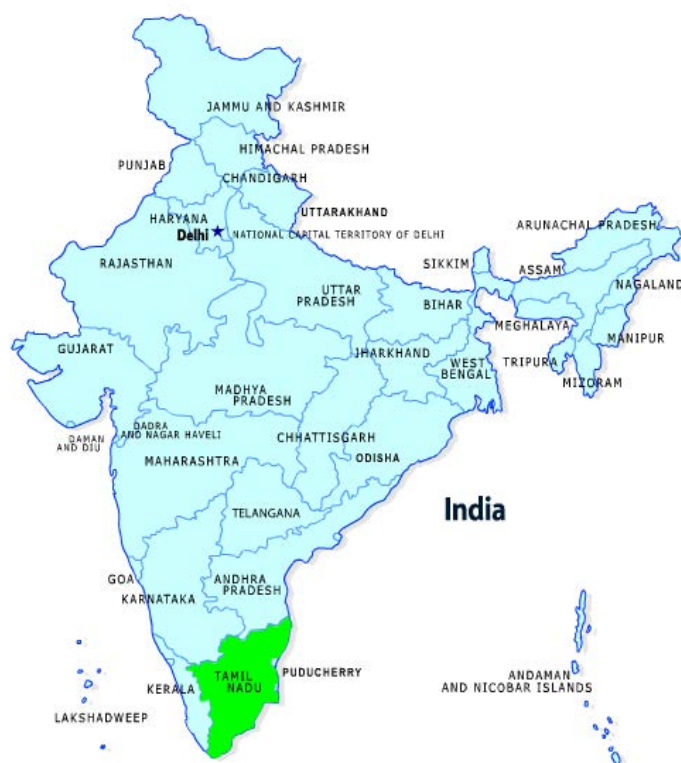 JAMMU AND KASHMIR
HIMACHAL PRADESH
PUNJAB
CHANDIGARH
UTTARAKHAND
HARYANA
Delhi
NATIONAL CAPITAL TERRITORY OF DELHI
ARUNACHAL PRADESH
RAJASTHAN
SIKKIM
ASSAM
NAGALAND
UTTAR
PRADESH
BIHAR
MEGHALAYA
MANIPUR
GUJARAT
JHARKHAND
WEST
BENGAL
TRIPURA
MIZORAM
MADHYA
PRADESH
DADRA
AND NAGAR HAVELI
DAMAN
AND DIU
CHHATTISGARH
ODISHA
MAHARASHTRA
India
TELANGANA
GOA
KARNATAKA
ANDHRA
PRADESH
TAMIL
NADU
PUDUCHERRY
KERALA
ANDAMAN
AND NICOBAR ISLANDS
LAKSHADWEEP